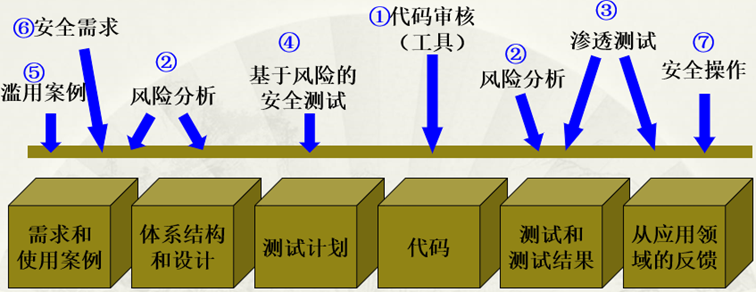 ⑥安全需求
⑤
滥用案例
②
风险分析
④
基于风险的
安全测试
①代码审核
（工具）
②
风险分析
③
渗透测试
⑦
安全操作
需求和
使用案例
体系结构
和设计
测试计划
代码
测试和
测试结果
从应用领
域的反馈